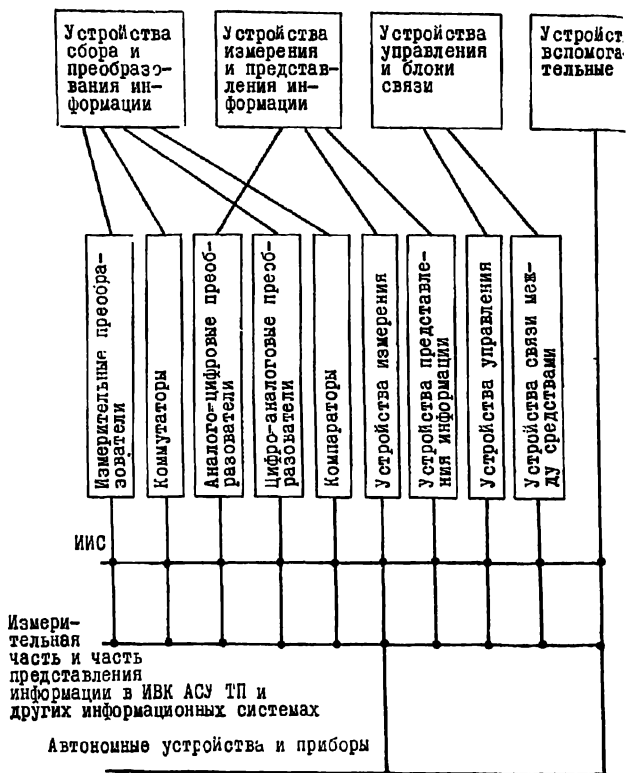 Устройства
сбора и
преобразо-
вания ин-
формации
Устройства
измерения
и представ-
ления ин-
формации
Устройства
управления
и блоки
связи
Устройст
вспомога-
тельные
Измерительные преобра-
зователи
Коммутаторы
Аналого-цифровые преоб-
разователи
Цифро-аналоговые преоб-
разователи
Компараторы
Устройства измерения
Устройства представле-
ния информации
Устройства управления
Устройства связи меж-
ду средствами
ИИС
Измери-
тельная
часть и часть
представления
информации в ИВК АСУ ТП и
других информационных системах
Автономные устройства и приборы